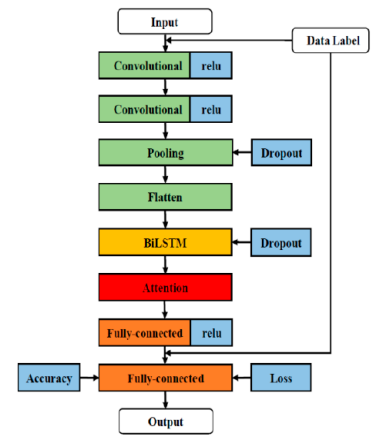 Input
Data Label
Convolutional relu
Convolutional relu
Pooling Dropout
Flatten
BiLSTM Dropout
Attention
Fully-connected relu
Accuracy Fully-connected Loss
Output